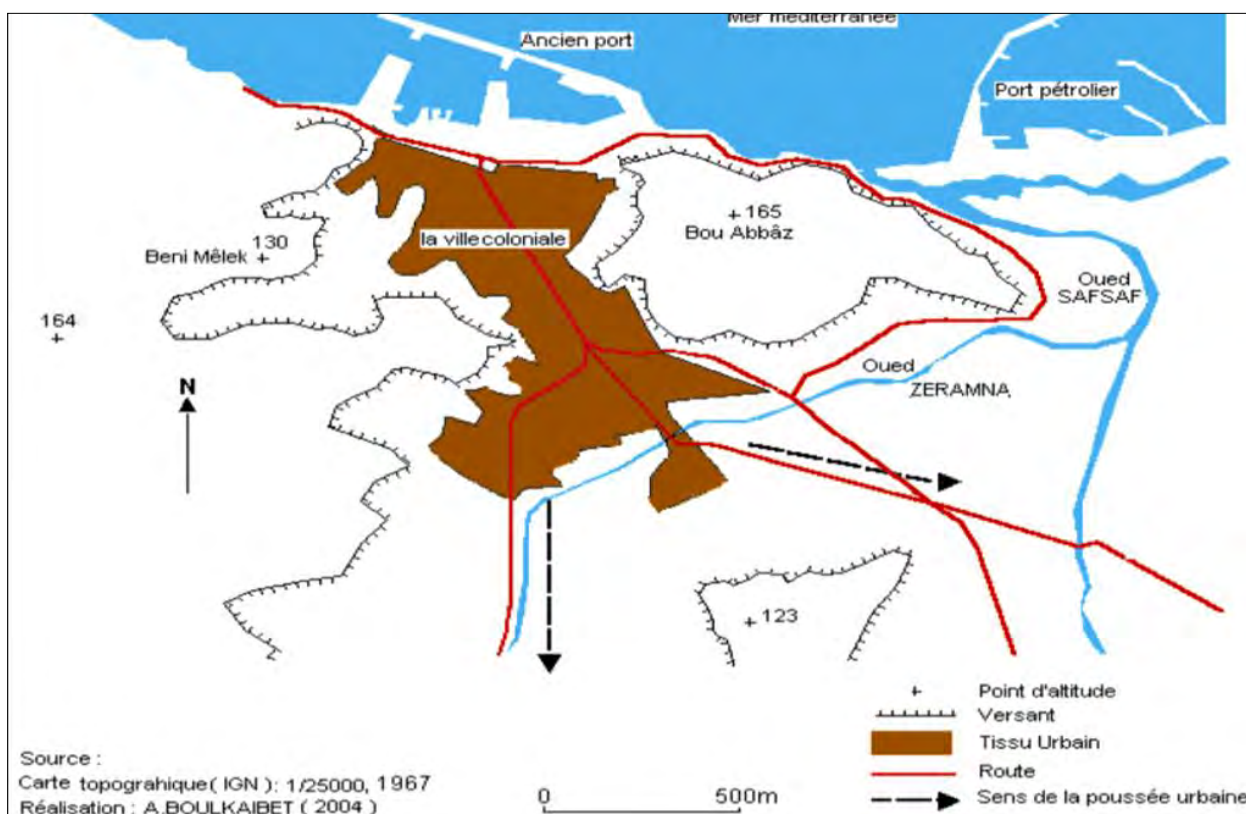 Mer méditerranée
Ancien port
Port pétrolier
165
Bou Abbâz
la ville coloniale
130
Beni Mêlek
Oued
SAFSAF
164
Oued
ZERAMNA
N
123
Point d'altitude
Versant
Tissu Urbain
Route
Sens de la poussée urbaine
Source :
Carte topograhique( IGN ): 1/25000, 1967
Réalisation : A.BOULKAIBET ( 2004 )
0 500m